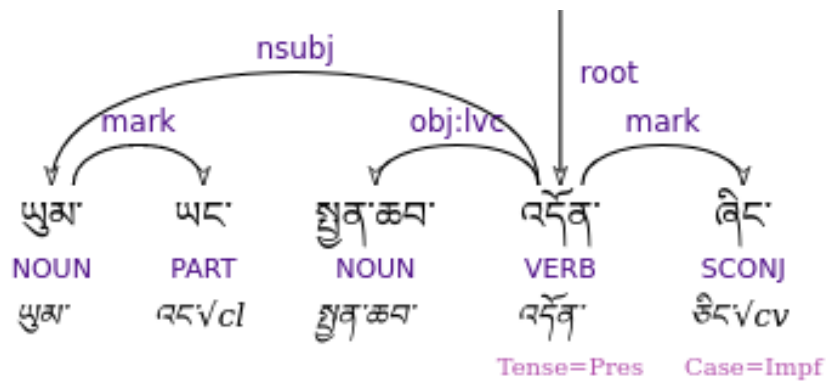 nsubj
root
mark obj:lvc mark
ཡུམ་ ཡང་ སྤྱན་ཆབ་ འདོན་ ཞིང་
NOUN PART NOUN VERB SCONJ
ཡུམ་ འང་√cl སྤྱན་ཆབ་ འདོན་ ཅིང་√cv
Tense=Pres Case=Impf